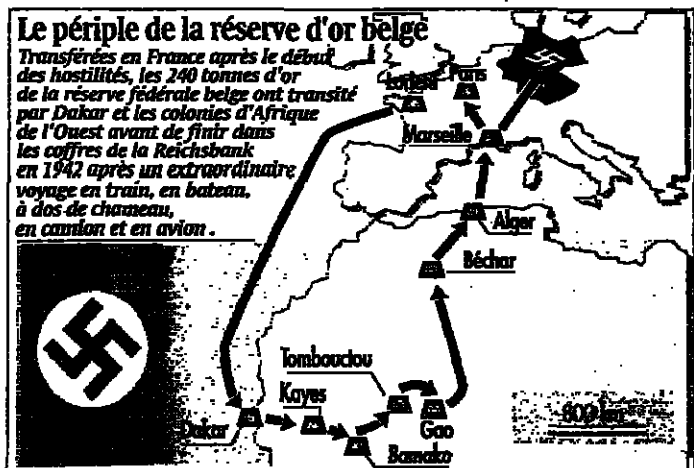 Le périple de la réserve d'or belge
Transférées en France après le début
des hostilités, les 240 tonnes d'or
de la réserve fédérale belge ont transité
par Dakar et les colonies d'Afrique
de l'Ouest avant de finir dans
les coffres de la Reichsbank
en 1942 après un extraordinaire
voyage en train, en bateau,
à dos de chameau,
en camion et en avion.
Lorient
Paris
Marseille
Alger
Béchar
Tombouctou
Kayes
Dakar
Gao
Bamako
800 km